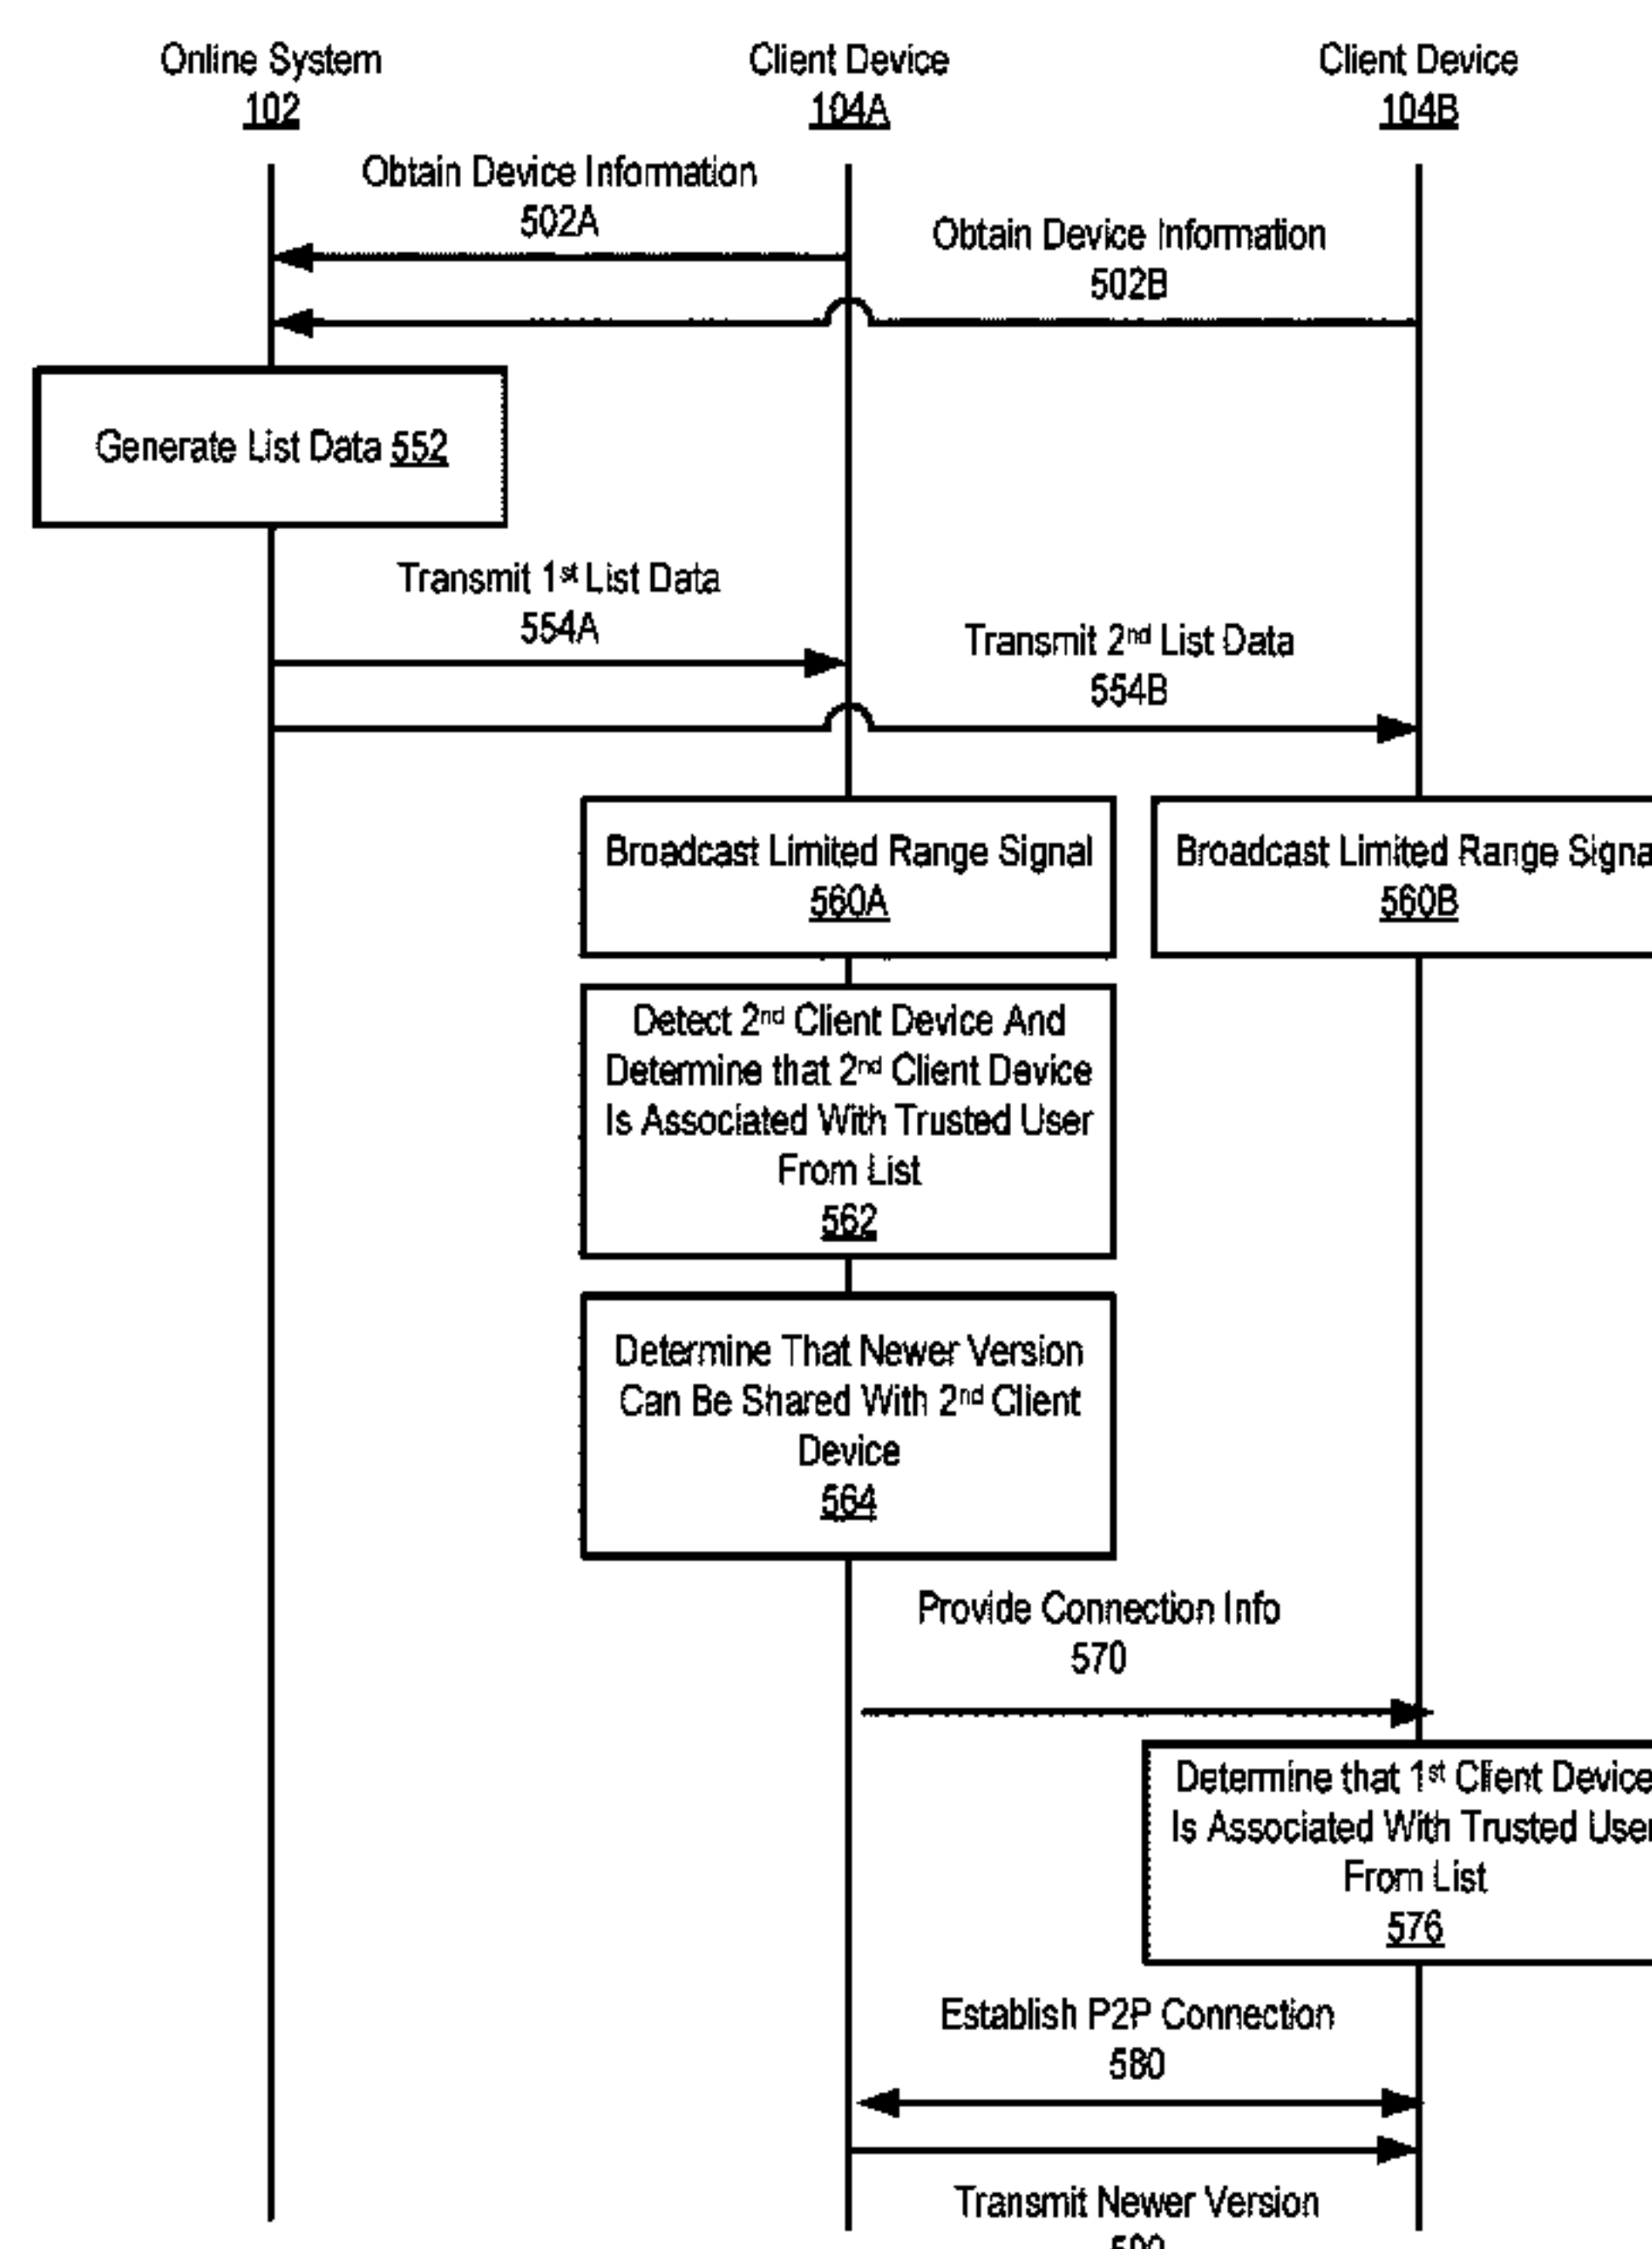 Online System
102
Client Device
104A
Client Device
104B
Obtain Device Information
502A
Obtain Device Information
502B
Generate List Data 552
Transmit 1st List Data
554A
Transmit 2nd List Data
554B
Broadcast Limited Range Signal
560A
Broadcast Limited Range Signa
560B
Detect 2nd Client Device And
Determine that 2nd Client Device
Is Associated With Trusted User
From List
562
Determine That Newer Version
Can Be Shared With 2nd Client
Device
564
Provide Connection Info
570
Determine that 1st Client Device
Is Associated With Trusted User
From List
576
Establish P2P Connection
580
Transmit Newer Version